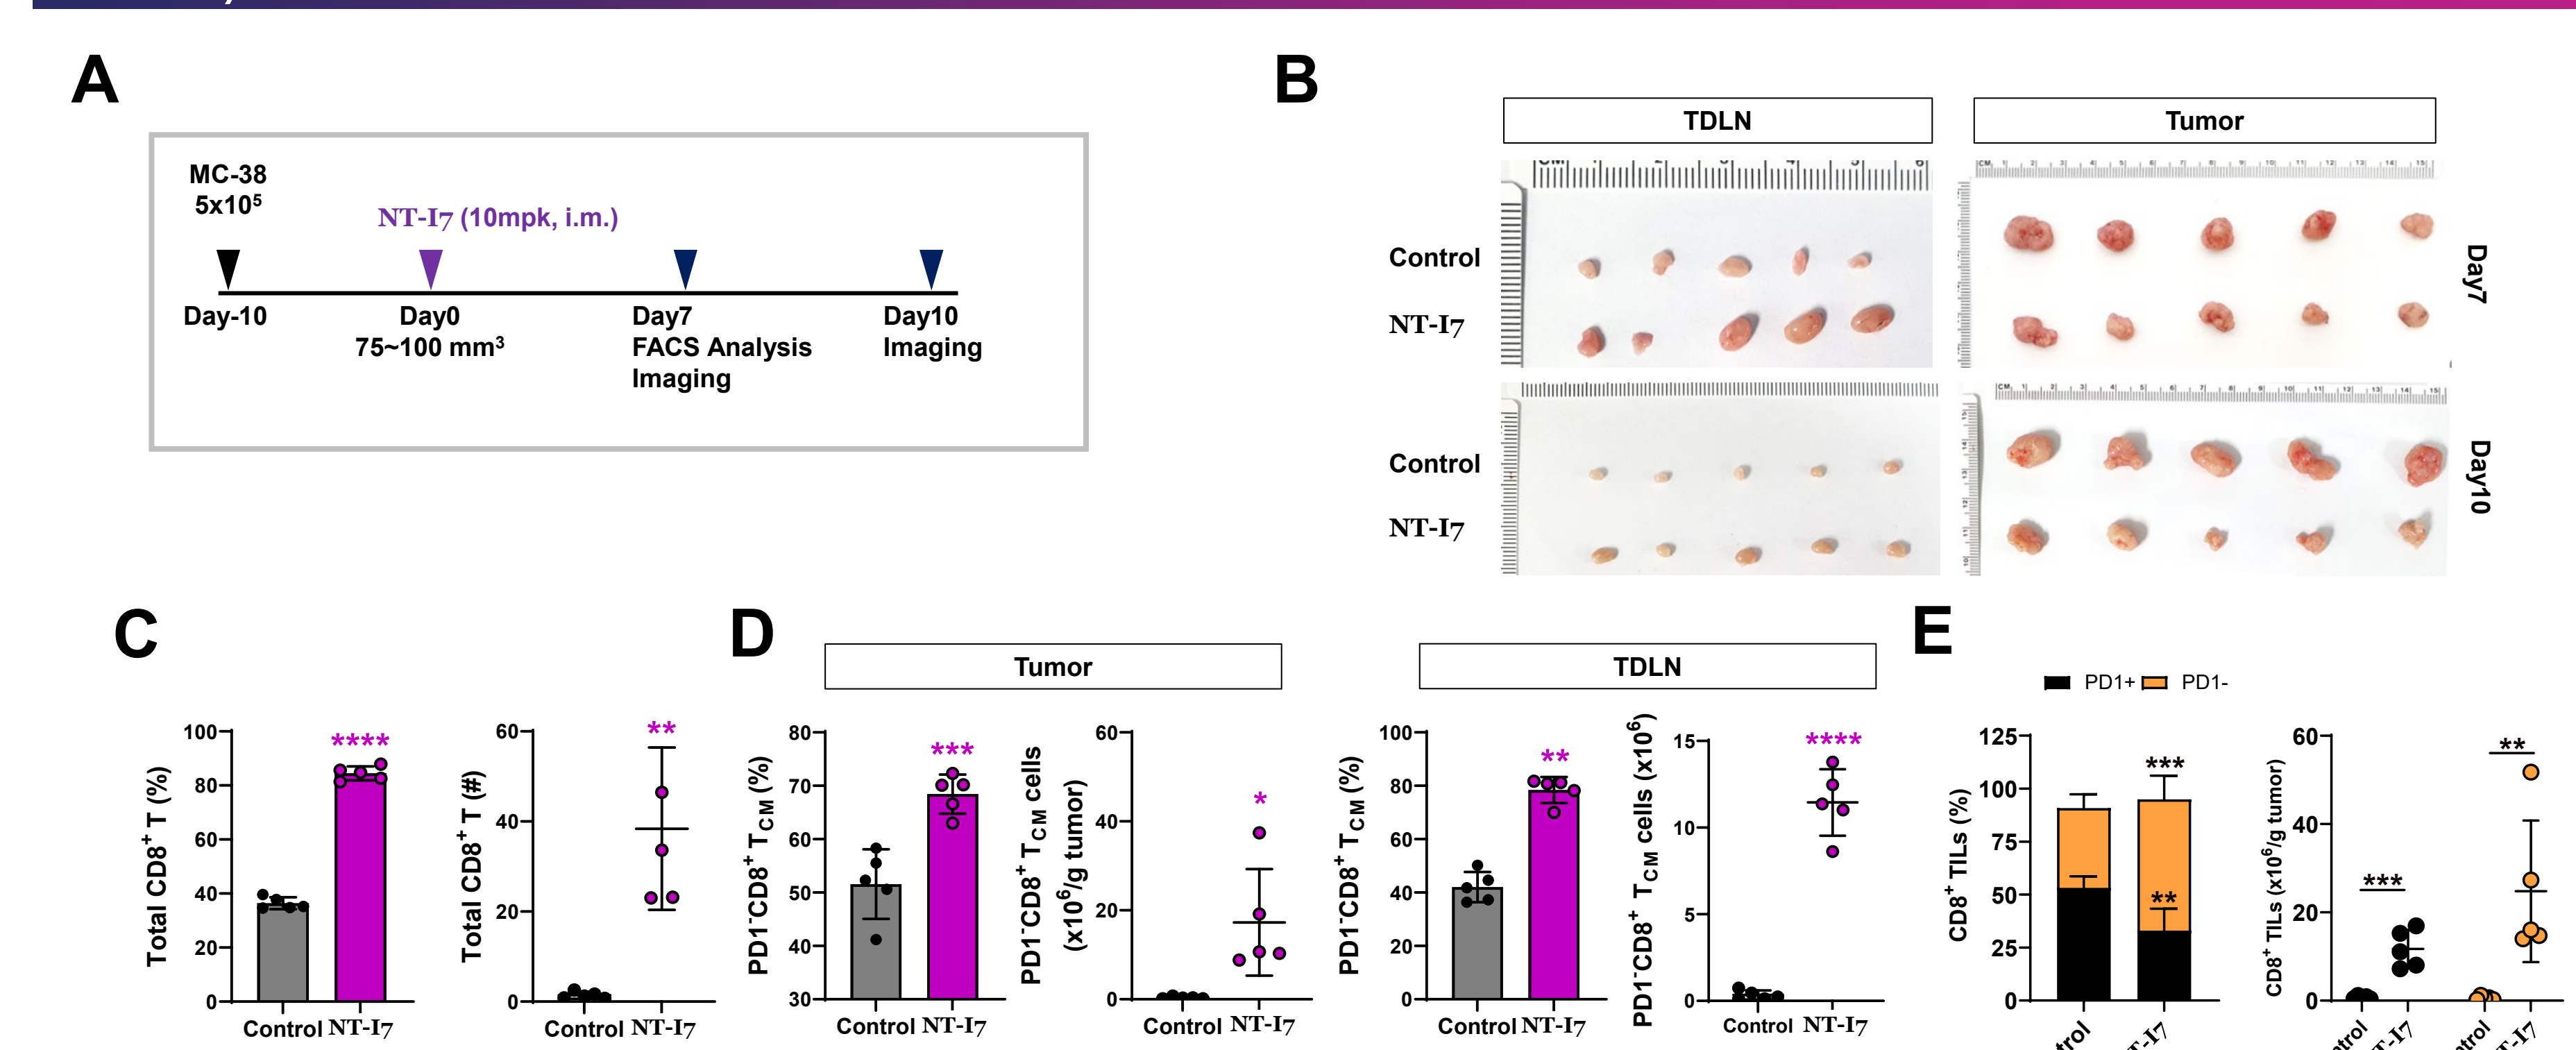 A
MC-38
5x10⁵
NT-I7 (10mpk, i.m.)
Day-10
Day0
75~100 mm³
Day7
FACS Analysis
Imaging
Day10
Imaging
B
TDLN
Tumor
Control
NT-I7
Day7
Control
NT-I7
Day10
C
Total CD8⁺ T (%)
100
80
60
40
20
0
****
Control NT-I7
Total CD8⁺ T (#)
60
40
20
0
**
Control NT-I7
D
Tumor
PD1⁻CD8⁺ T_CM (%)
80
70
60
50
40
30
***
Control NT-I7
PD1⁻CD8⁺ T_CM cells
(x10⁶/g tumor)
60
40
20
0
*
Control NT-I7
TDLN
PD1⁻CD8⁺ T_CM (%)
100
80
60
40
20
0
**
Control NT-I7
PD1⁻CD8⁺ T_CM cells (x10⁶)
15
10
5
0
****
Control NT-I7
E
PD1+ PD1-
CD8⁺ TILs (%)
125
100
75
50
25
0
***
**
CD8⁺ TILs (x10⁶/g tumor)
60
40
20
0
***
**